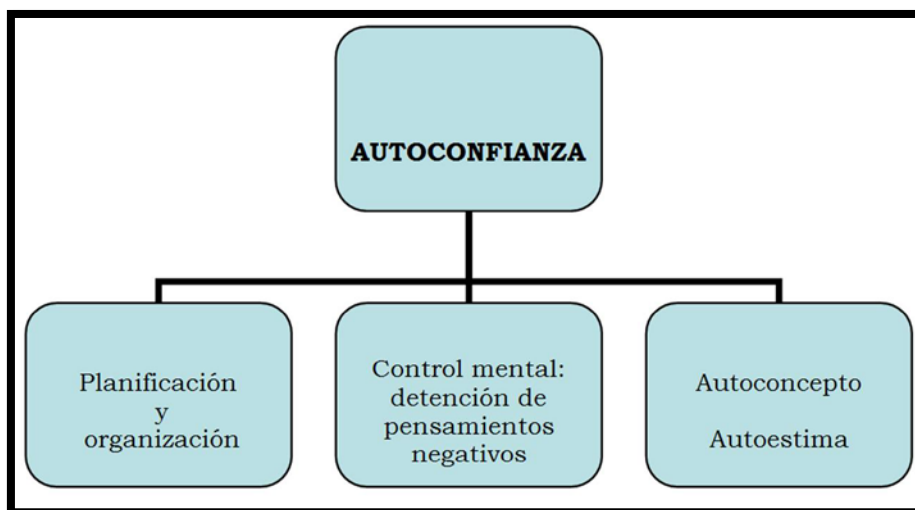 AUTOCONFIANZA
Planificación
y
organización
Control mental:
detención de
pensamientos
negativos
Autoconcepto
Autoestima